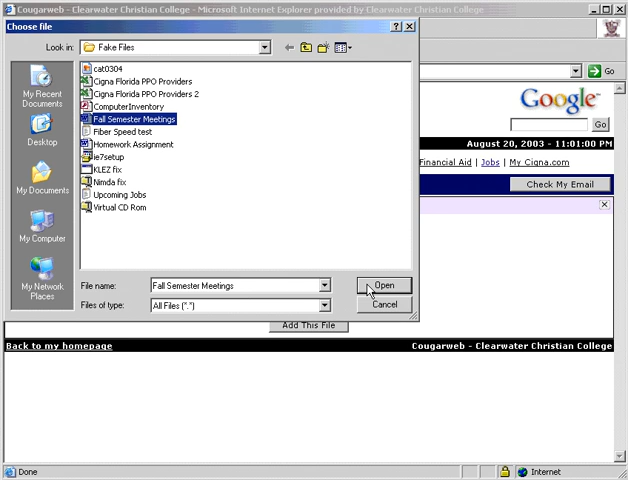 Cougarweb - Clearwater Christian College - Microsoft Internet Explorer provided by Clearwater Christian College
Choose file
Look in: Fake Files
Go
My Recent Documents
Desktop
My Documents
My Computer
My Network Places
cat0304
Cigna Florida PPO Providers
Cigna Florida PPO Providers 2
ComputerInventory
Fall Semester Meetings
Fiber Speed test
Homework Assignment
ie7setup
KLEZ fix
Nimda fix
Upcoming Jobs
Virtual CD Rom
File name: Fall Semester Meetings Open
Files of type: All Files (*.*) Cancel
Google
Go
August 20, 2003 - 11:01:00 PM
Financial Aid | Jobs | My Cigna.com
Check My Email
Add This File
Back to my homepage Cougarweb - Clearwater Christian College
Done Internet